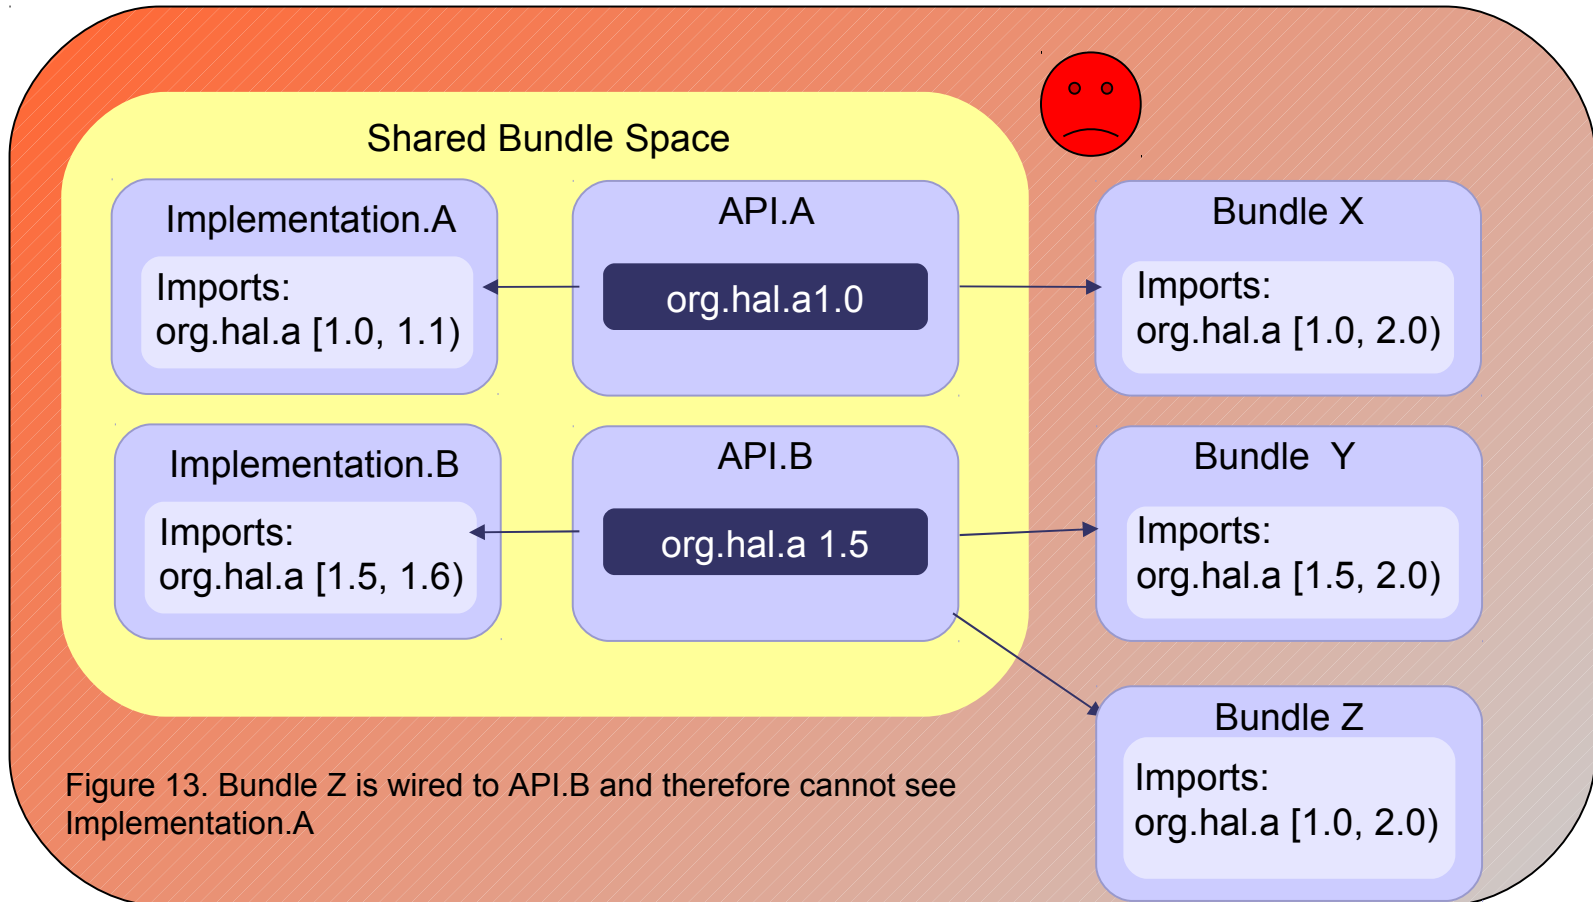 Shared Bundle Space
Implementation.A
Imports:
org.hal.a [1.0, 1.1)
API.A
org.hal.a1.0
Bundle X
Imports:
org.hal.a [1.0, 2.0)
Implementation.B
Imports:
org.hal.a [1.5, 1.6)
API.B
org.hal.a 1.5
Bundle  Y
Imports:
org.hal.a [1.5, 2.0)
Bundle Z
Imports:
org.hal.a [1.0, 2.0)
Figure 13. Bundle Z is wired to API.B and therefore cannot see
Implementation.A